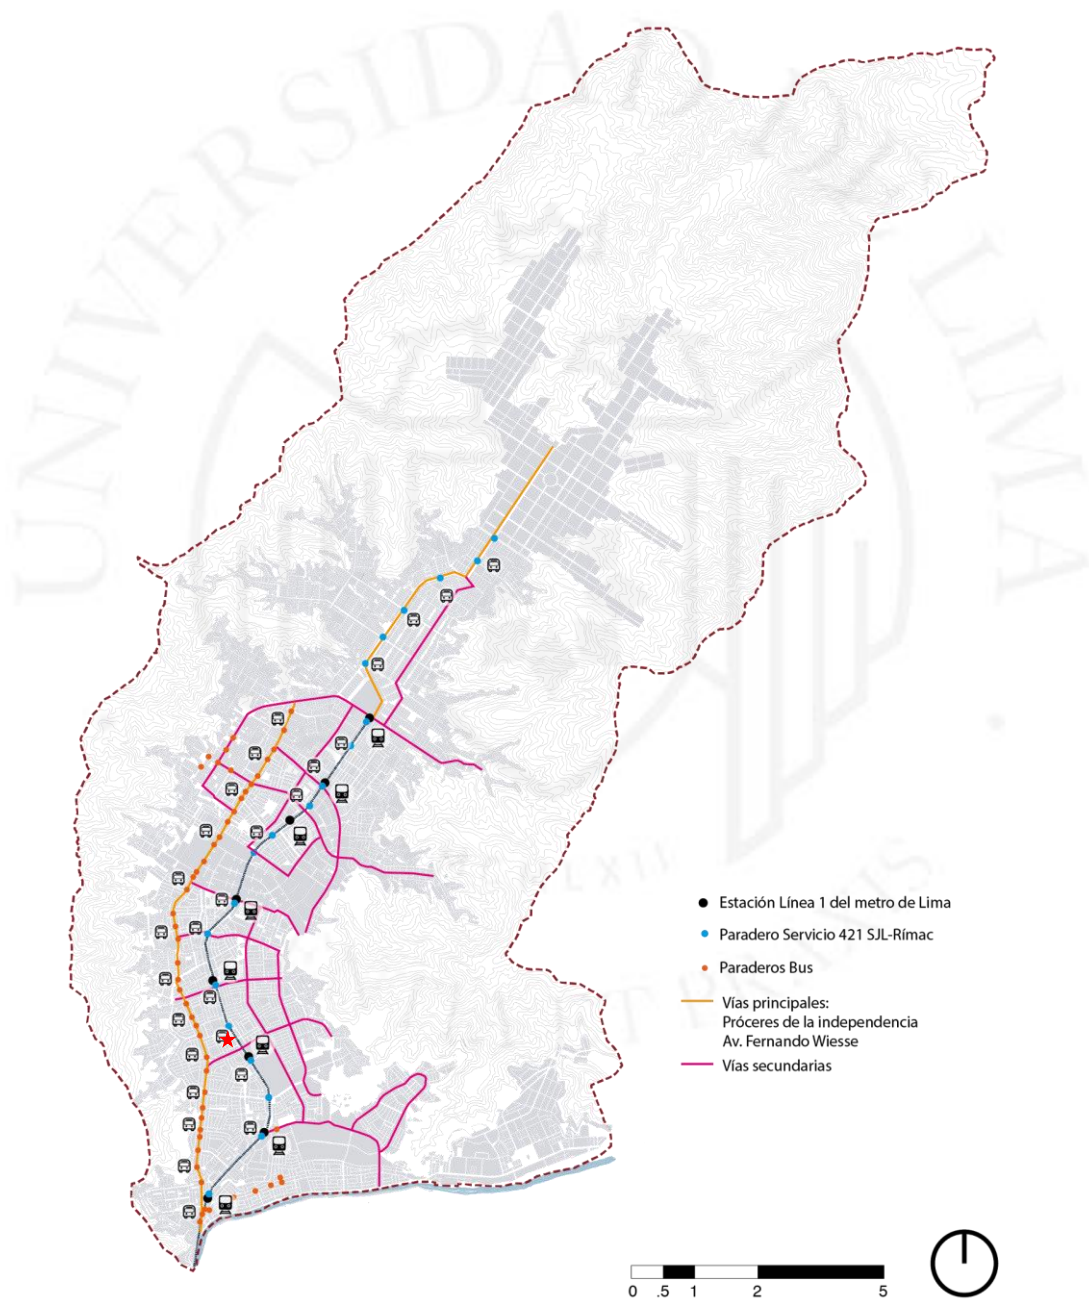 UNIVERSIDAD DE LIMA
Estación Línea 1 del metro de Lima
Paradero Servicio 421 SJL-Rímac
Paraderos Bus
Vías principales:
Próceres de la independencia
Av. Fernando Wiesse
Vías secundarias
0 .5 1 2 5